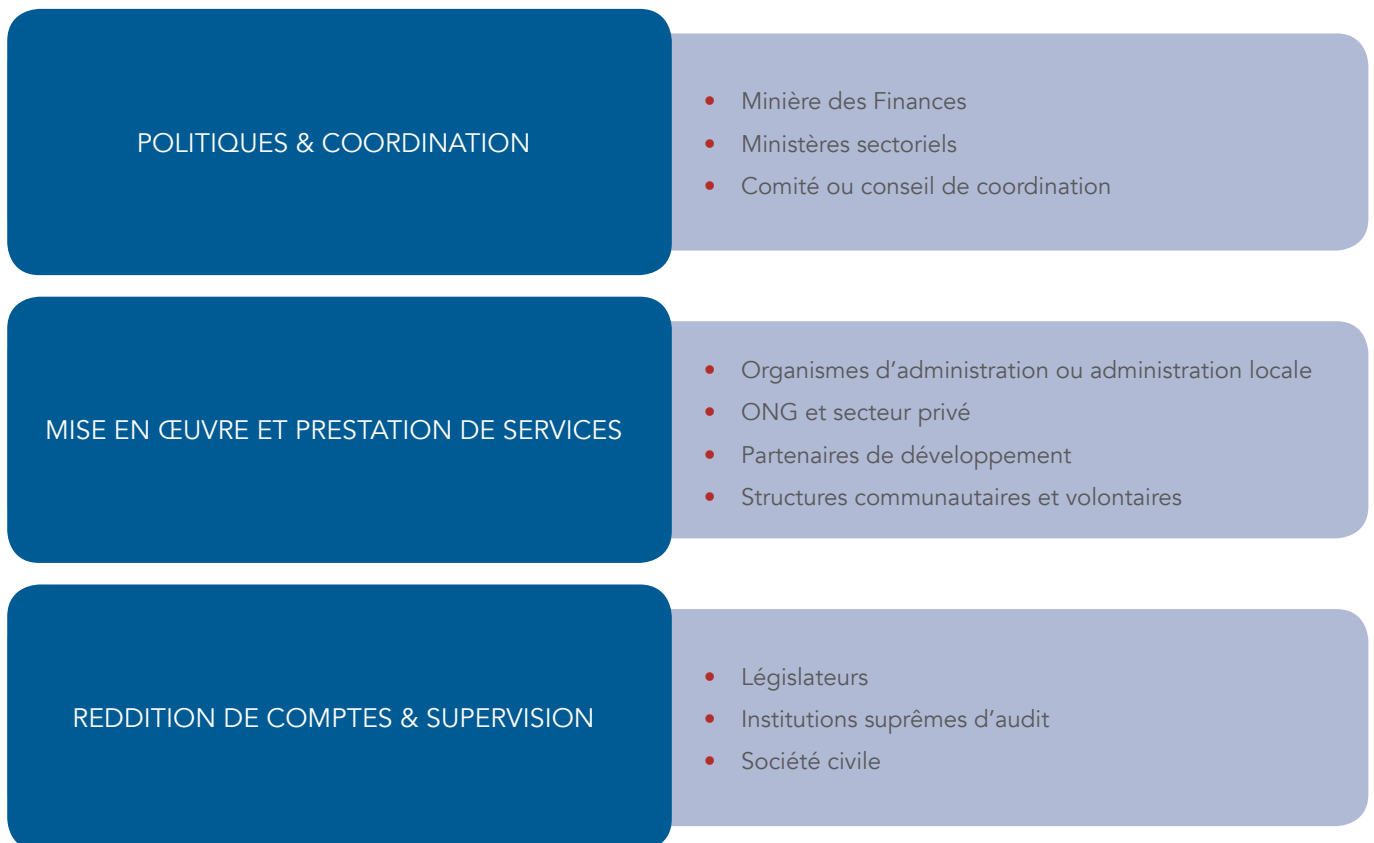 POLITIQUES & COORDINATION
• Minière des Finances
• Ministères sectoriels
• Comité ou conseil de coordination
MISE EN ŒUVRE ET PRESTATION DE SERVICES
• Organismes d’administration ou administration locale
• ONG et secteur privé
• Partenaires de développement
• Structures communautaires et volontaires
REDDITION DE COMPTES & SUPERVISION
• Législateurs
• Institutions suprêmes d’audit
• Société civile